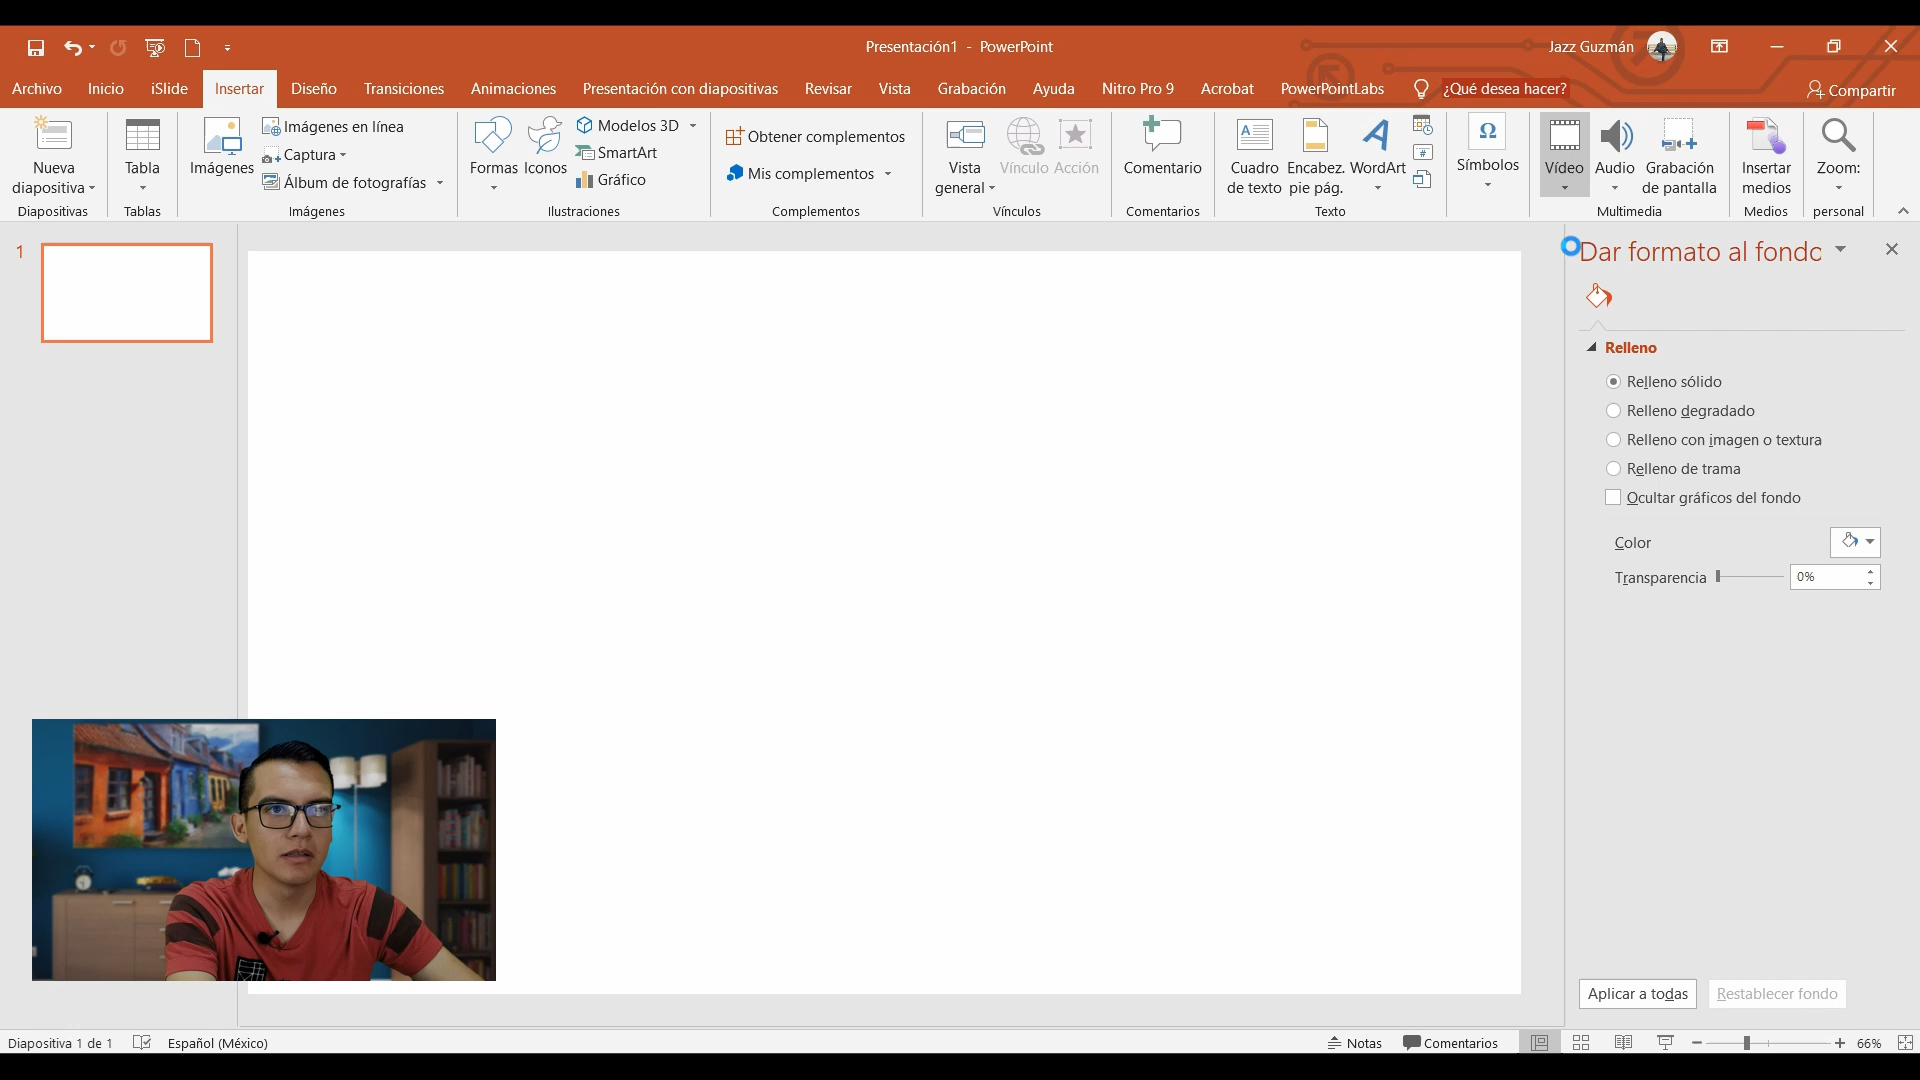 Presentación1 - PowerPoint
Jazz Guzmán
Archivo Inicio iSlide Insertar Diseño Transiciones Animaciones Presentación con diapositivas Revisar Vista Grabación Ayuda Nitro Pro 9 Acrobat PowerPointLabs ¿Qué desea hacer? Compartir
Nueva diapositiva
Diapositivas
Tabla
Tablas
Imágenes
Imágenes en línea
Captura
Álbum de fotografías
Imágenes
Formas
Iconos
Modelos 3D
SmartArt
Gráfico
Ilustraciones
Obtener complementos
Mis complementos
Complementos
Vista general
Vínculo
Acción
Vínculos
Comentario
Comentarios
Cuadro de texto
Encabez. pie pág.
WordArt
Texto
Símbolos
Vídeo
Audio
Grabación de pantalla
Multimedia
Insertar medios
Medios
Zoom:
personal
1
Dar formato al fondo
Relleno
Relleno sólido
Relleno degradado
Relleno con imagen o textura
Relleno de trama
Ocultar gráficos del fondo
Color
Transparencia 0%
Aplicar a todas Restablecer fondo
Diapositiva 1 de 1 Español (México) Notas Comentarios 66%